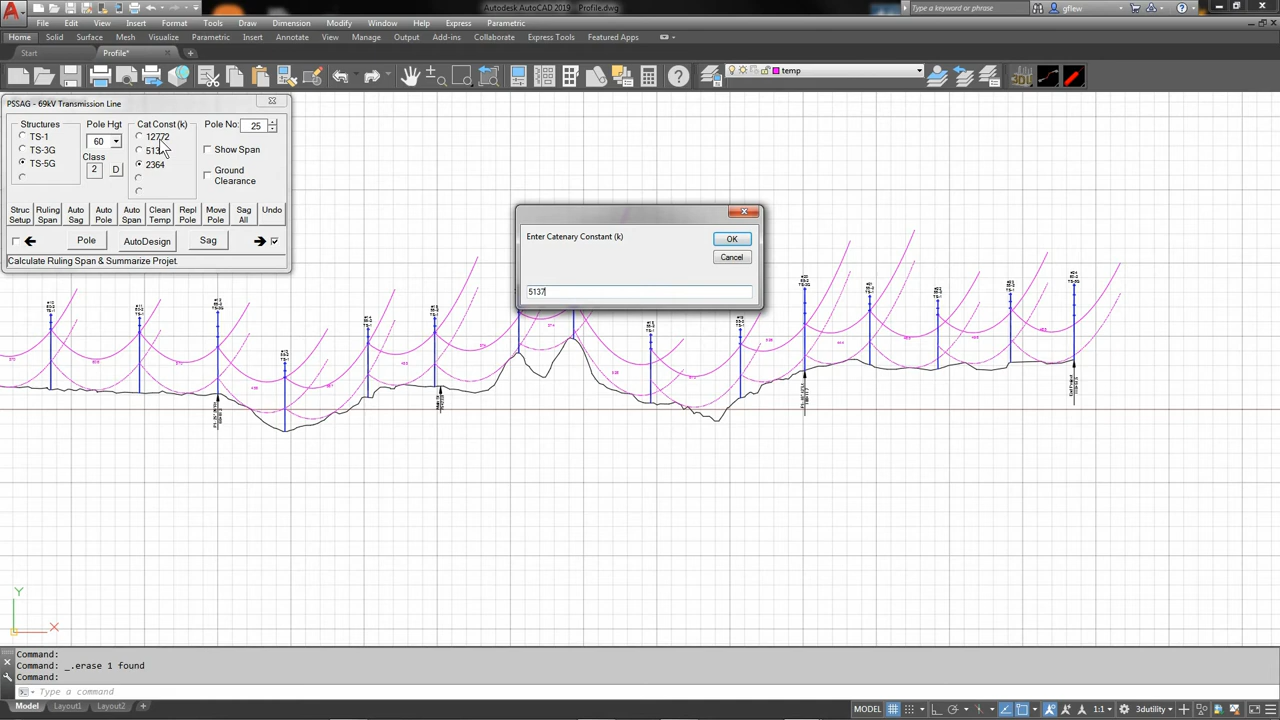 Autodesk AutoCAD 2019 Profile.dwg
Type a keyword or phrase
gflew
File Edit View Insert Format Tools Draw Dimension Modify Window Help Express Parametric
Home Solid Surface Mesh Visualize Parametric Insert Annotate View Manage Output Add-ins Collaborate Express Tools Featured Apps
Start Profile*
temp
PSSAG - 69kV Transmission Line
Structures Pole Hgt Cat Const (k) Pole No: 25
TS-1 60 12772
TS-3G Class 513 Show Span
TS-5G 2 D 2364
Ground
Clearance
Struc Setup Ruling Span Auto Sag Auto Pole Auto Span Clean Temp Repl Pole Move Pole Sag All Undo
Pole AutoDesign Sag
Calculate Ruling Span & Summarize Projet.
Enter Catenary Constant (k)
OK
Cancel
5137
Y
X
Command:
Command: _.erase 1 found
Command:
Type a command
Model Layout1 Layout2
MODEL 1:1 3dutility